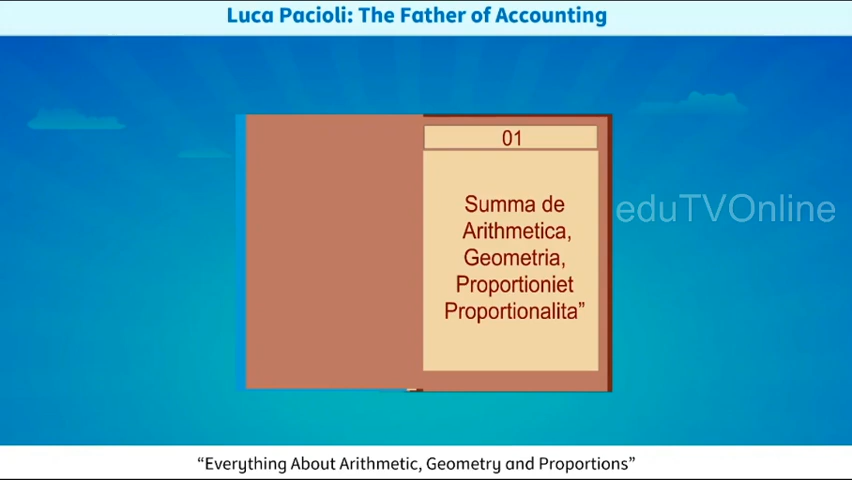 Luca Pacioli: The Father of Accounting
01
Summa de
Arithmetica,
Geometria,
Proportioniet
Proportionalita”
eduTVOnline
“Everything About Arithmetic, Geometry and Proportions”